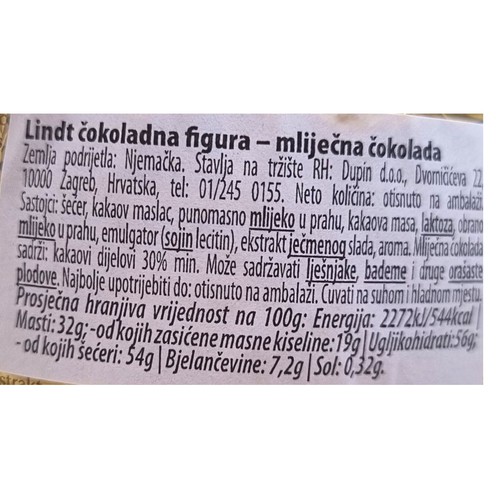 Lindt čokoladna figura – mliječna čokolada
Zemlja podrijetla: Njemačka. Stavlja na tržište RH: Dupin d.o.o., Dvorničićeva 22,
10000 Zagreb, Hrvatska, tel: 01/245 0155. Neto količina: otisnuto na ambalaži.
Sastojci: šećer, kakaov maslac, punomasno mlijeko u prahu, kakaova masa, laktoza, obrano
mlijeko u prahu, emulgator (sojin lecitin), ekstrakt ječmenog slada, aroma. Mliječna čokolada
sadrži: kakaovi dijelovi 30% min. Može sadržavati lješnjake, bademe i druge orašaste
plodove. Najbolje upotrijebiti do: otisnuto na ambalaži. Čuvati na suhom i hladnom mjestu.
Prosječna hranjiva vrijednost na 100g: Energija: 2272kJ/544kcal |
Masti: 32g; -od kojih zasićene masne kiseline: 19g | Ugljikohidrati: 56g;
- od kojih šećeri: 54g | Bjelančevine: 7,2g | Sol: 0,32g.